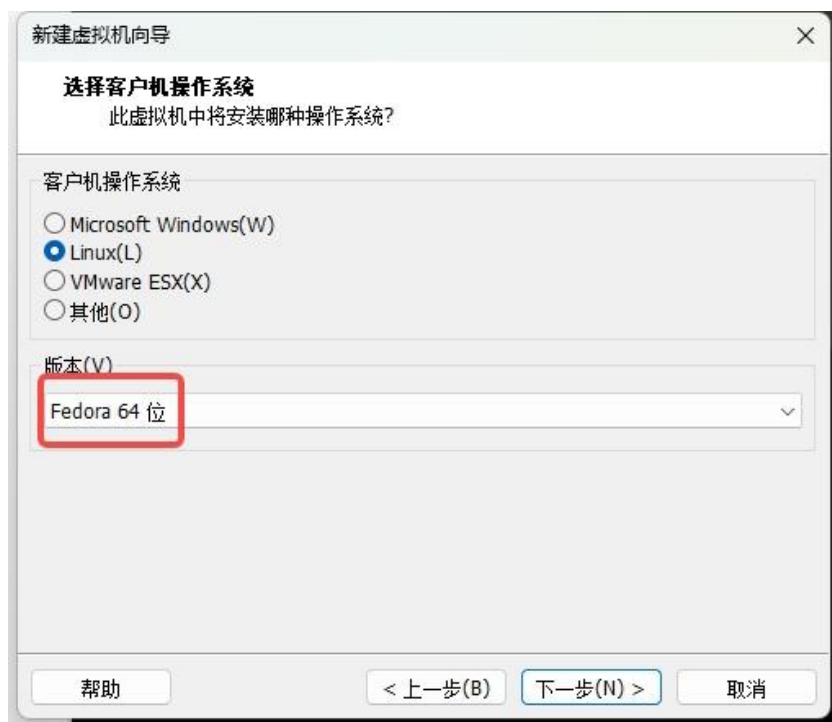 新建虚拟机向导
选择客户机操作系统
此虚拟机中将安装哪种操作系统?
客户机操作系统
Microsoft Windows(W)
Linux(L)
VMware ESX(X)
其他(O)
版本(V)
Fedora 64 位
帮助
< 上一步(B)
下一步(N) >
取消